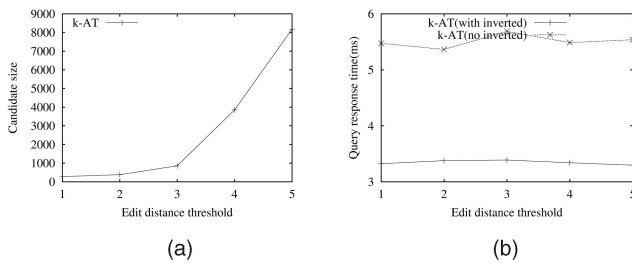 9000
8000
7000
6000
5000
4000
3000
2000
1000
0
Candidate size
k-AT
1 2 3 4 5
Edit distance threshold
(a)
6
5
4
3
Query response time(ms)
k-AT(with inverted)
k-AT(no inverted)
1 2 3 4 5
Edit distance threshold
(b)